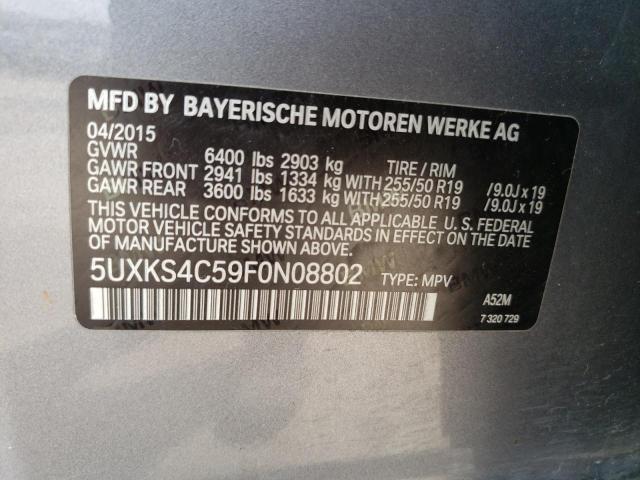 MFD BY BAYERISCHE MOTOREN WERKE AG
04/2015
GVWR 6400 lbs 2903 kg TIRE / RIM
GAWR FRONT 2941 lbs 1334 kg WITH 255/50 R19 /9.0J x 19
GAWR REAR 3600 lbs 1633 kg WITH 255/50 R19 /9.0J x 19
THIS VEHICLE CONFORMS TO ALL APPLICABLE U. S. FEDERAL
MOTOR VEHICLE SAFETY STANDARDS IN EFFECT ON THE DATE
OF MANUFACTURE SHOWN ABOVE.
5UXKS4C59F0N08802 TYPE: MPV
A52M
7 320 729